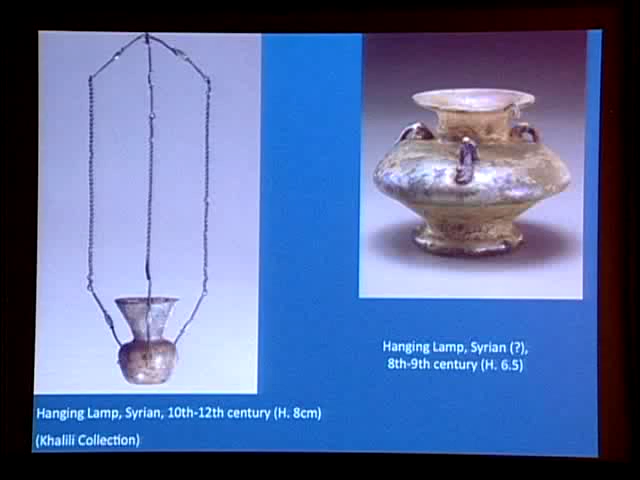 Hanging Lamp, Syrian, 10th-12th century (H. 8cm)
(Khalili Collection)
Hanging Lamp, Syrian (?),
8th-9th century (H. 6.5)